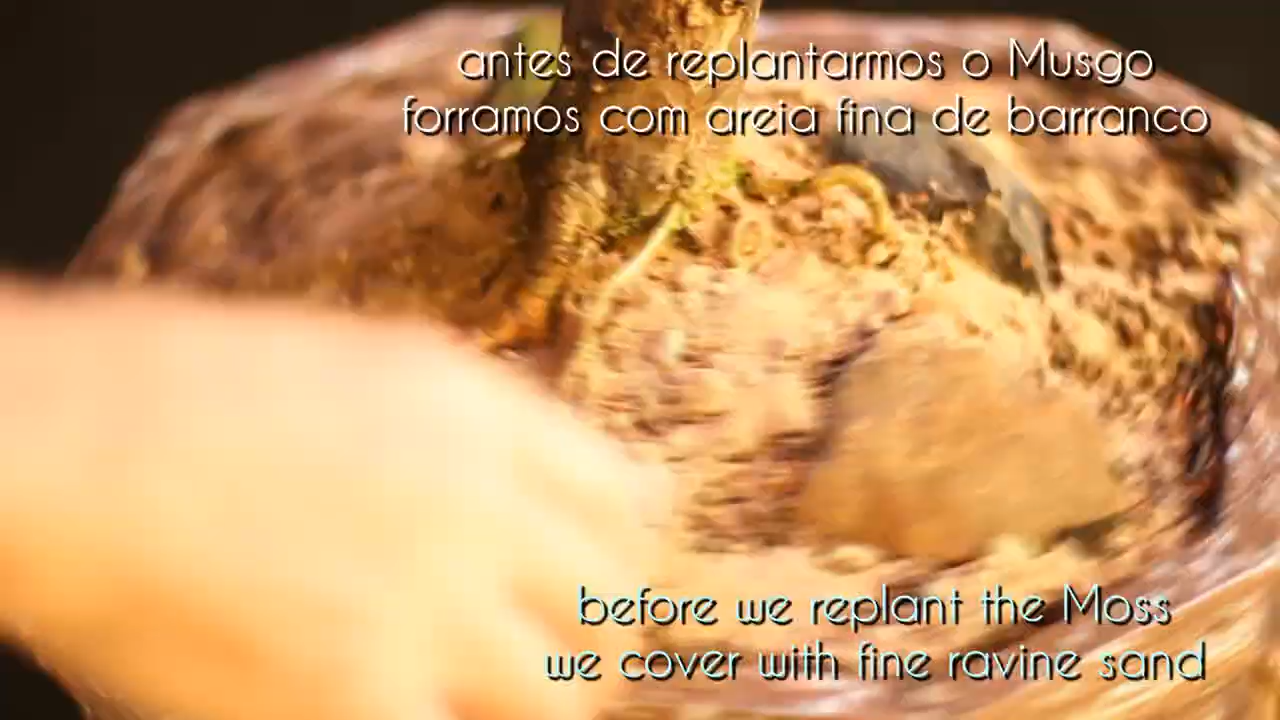 antes de replantarmos o Musgo
forramos com areia fina de barranco
before we replant the Moss
we cover with fine ravine sand